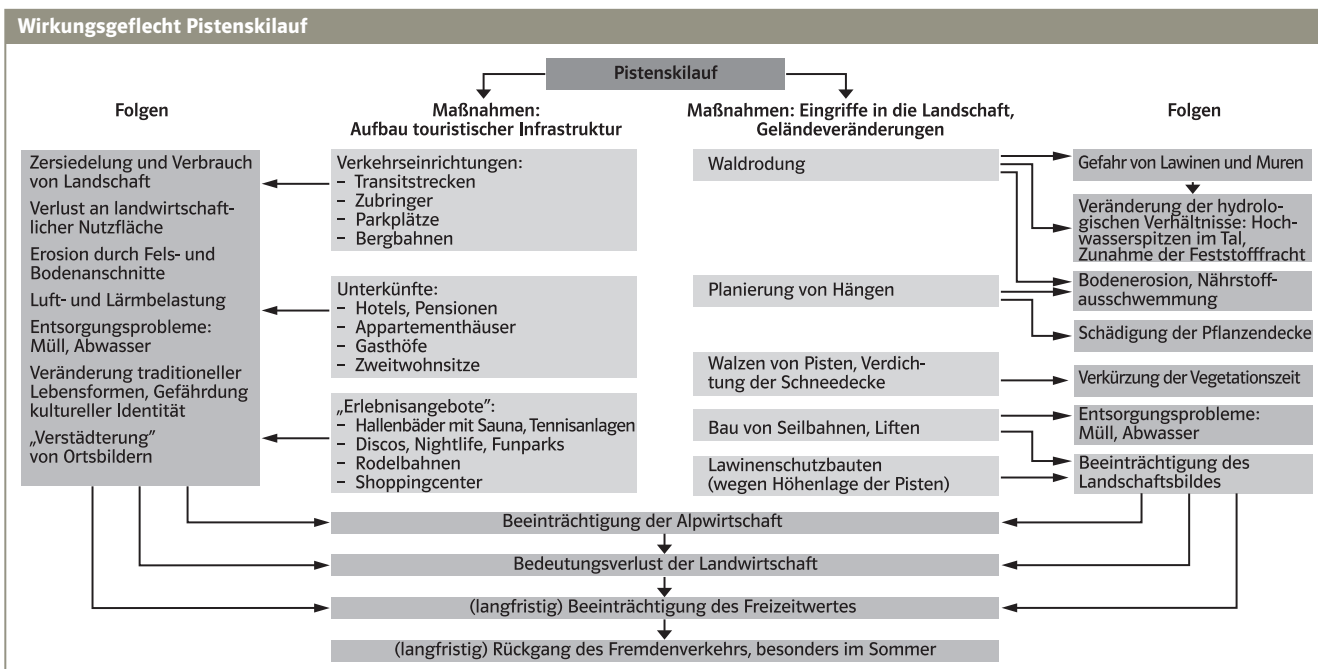 Wirkungsgeflecht Pistenskilauf
Pistenskilauf
Folgen
Zersiedelung und Verbrauch
von Landschaft
Verlust an landwirtschaft-
licher Nutzfläche
Erosion durch Fels- und
Bodenanschnitte
Luft- und Lärmbelastung
Entsorgungsprobleme:
Müll, Abwasser
Veränderung traditioneller
Lebensformen, Gefährdung
kultureller Identität
„Verstädterung”
von Ortsbildern
Maßnahmen:
Aufbau touristischer Infrastruktur
Verkehrseinrichtungen:
– Transitstrecken
– Zubringer
– Parkplätze
– Bergbahnen
Unterkünfte:
– Hotels, Pensionen
– Appartementhäuser
– Gasthöfe
– Zweitwohnsitze
„Erlebnisangebote”:
– Hallenbäder mit Sauna, Tennisanlagen
– Discos, Nightlife, Funparks
– Rodelbahnen
– Shoppingcenter
Maßnahmen: Eingriffe in die Landschaft,
Geländeveränderungen
Waldrodung
Planierung von Hängen
Walzen von Pisten, Verdich-
tung der Schneedecke
Bau von Seilbahnen, Liften
Lawinenschutzbauten
(wegen Höhenlage der Pisten)
Folgen
Gefahr von Lawinen und Muren
Veränderung der hydrolo-
gischen Verhältnisse: Hoch-
wasserspitzen im Tal,
Zunahme der Feststofffracht
Bodenerosion, Nährstoff-
ausschwemmung
Schädigung der Pflanzendecke
Verkürzung der Vegetationszeit
Entsorgungsprobleme:
Müll, Abwasser
Beeinträchtigung des
Landschaftsbildes
Beeinträchtigung der Alpwirtschaft
Bedeutungsverlust der Landwirtschaft
(langfristig) Beeinträchtigung des Freizeitwertes
(langfristig) Rückgang des Fremdenverkehrs, besonders im Sommer